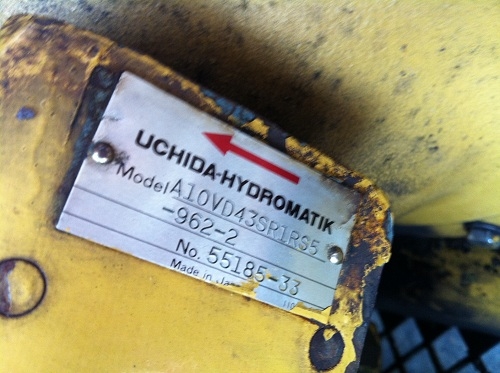 UCHIDA-HYDROMATIK
Model A10VD43SR1RS5
-962-2
No. 55185-33
Made in